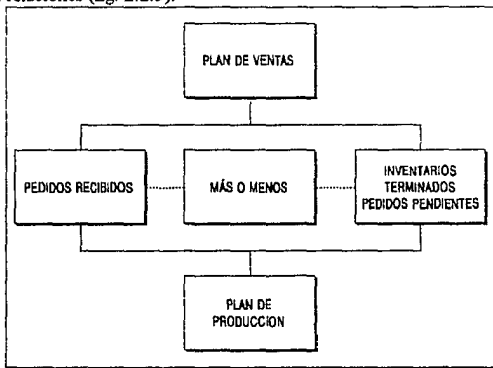 PLAN DE VENTAS
PEDIDOS RECIBIDOS
MÁS O MENOS
INVENTARIOS
TERMINADOS
PEDIDOS PENDIENTES
PLAN DE
PRODUCCION